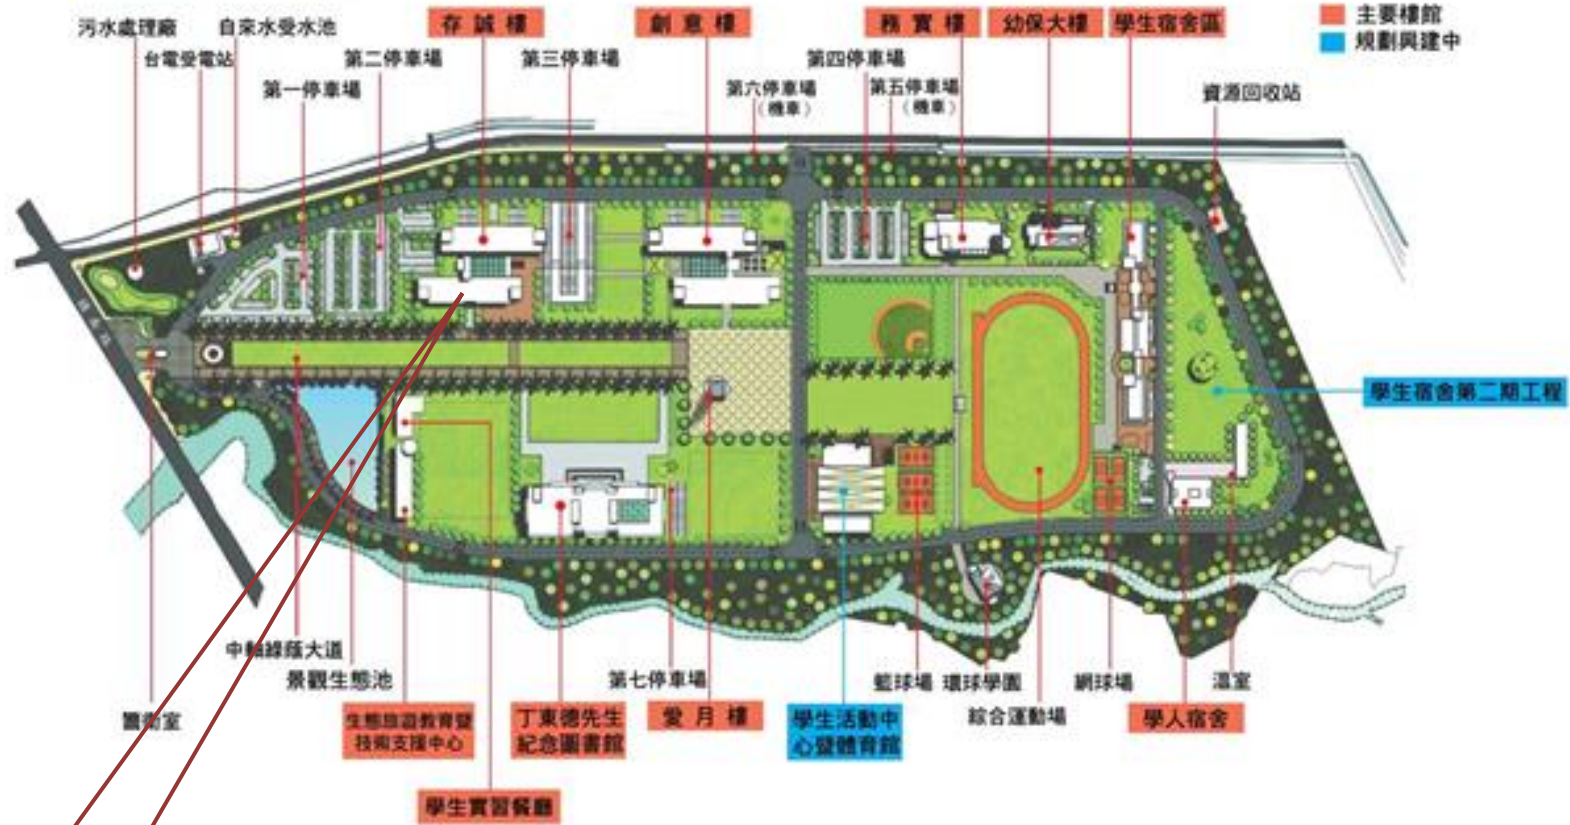 污水處理廠
自來水受水池
台電受電站
第一停車場
第二停車場
存誠樓
第三停車場
創意樓
第六停車場
（機車）
第四停車場
第五停車場
（機車）
務實樓
幼保大樓
學生宿舍區
資源回收站
主要樓館
規劃興建中
學生宿舍第二期工程
中軸綠蔭大道
景觀生態池
警衛室
生態旅遊教育暨
技術支援中心
學生實習餐廳
丁東德先生
紀念圖書館
第七停車場
愛月樓
學生活動中
心暨體育館
籃球場
環球學園
綜合運動場
網球場
學人宿舍
溫室